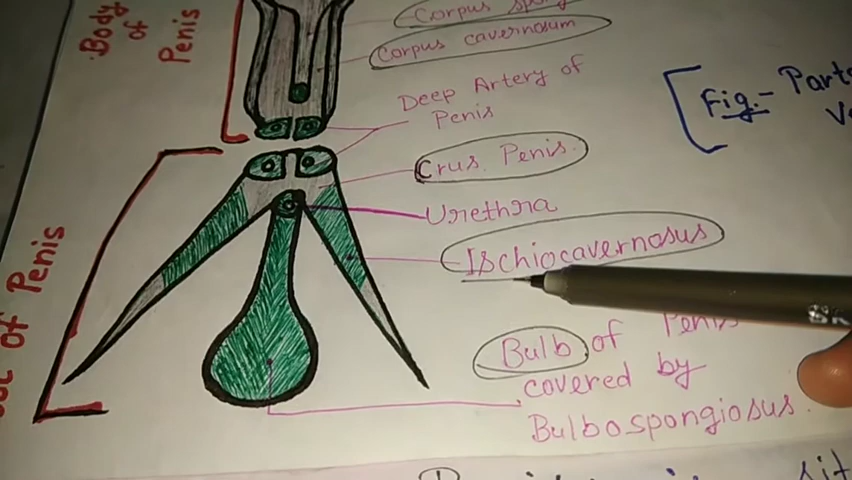 Body
of
Penis
Corpus
Corpus cavernosum
Deep Artery of
Penis
Crus Penis.
Urethra
Ischiocavernosus
Bulb of Penis
covered by
Bulbospongiosus.
of Penis
Fig:-